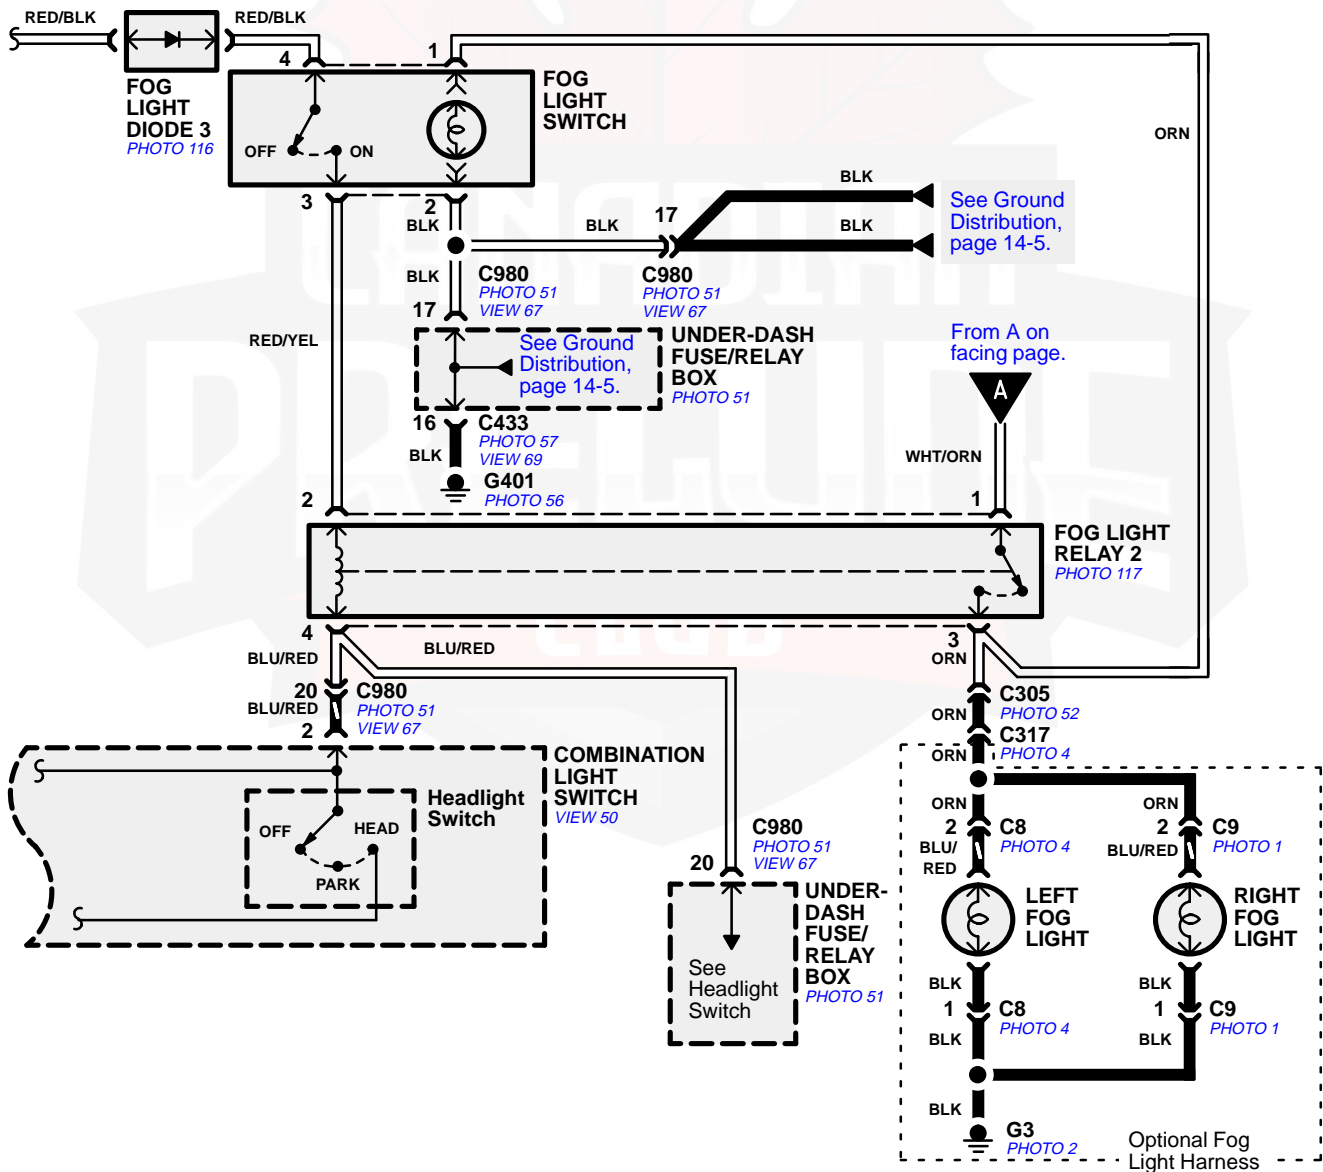 RED/BLK
RED/BLK
FOG
LIGHT
DIODE 3
PHOTO 116
4
1
FOG
LIGHT
SWITCH
OFF
ON
3
2
ORN
BLK
BLK
17
BLK
BLK
See Ground
Distribution,
page 14-5.
BLK
C980
PHOTO 51
VIEW 67
C980
PHOTO 51
VIEW 67
17
RED/YEL
See Ground
Distribution,
page 14-5.
UNDER-DASH
FUSE/RELAY
BOX
PHOTO 51
From A on
facing page.
A
16
C433
PHOTO 57
VIEW 69
BLK
G401
PHOTO 56
WHT/ORN
2
1
FOG LIGHT
RELAY 2
PHOTO 117
4
BLU/RED
BLU/RED
3
ORN
20
C980
PHOTO 51
VIEW 67
BLU/RED
2
C305
PHOTO 52
ORN
C317
PHOTO 4
ORN
COMBINATION
LIGHT
SWITCH
VIEW 50
Headlight
Switch
OFF
HEAD
PARK
C980
PHOTO 51
VIEW 67
20
UNDER-
DASH
FUSE/
RELAY
BOX
PHOTO 51
See
Headlight
Switch
ORN
ORN
2
C8
PHOTO 4
2
C9
PHOTO 1
BLU/
RED
BLU/RED
LEFT
FOG
LIGHT
RIGHT
FOG
LIGHT
BLK
BLK
1
C8
PHOTO 4
1
C9
PHOTO 1
BLK
BLK
BLK
G3
PHOTO 2
Optional Fog
Light Harness
CANADIAN
PRELUDE
CLUB